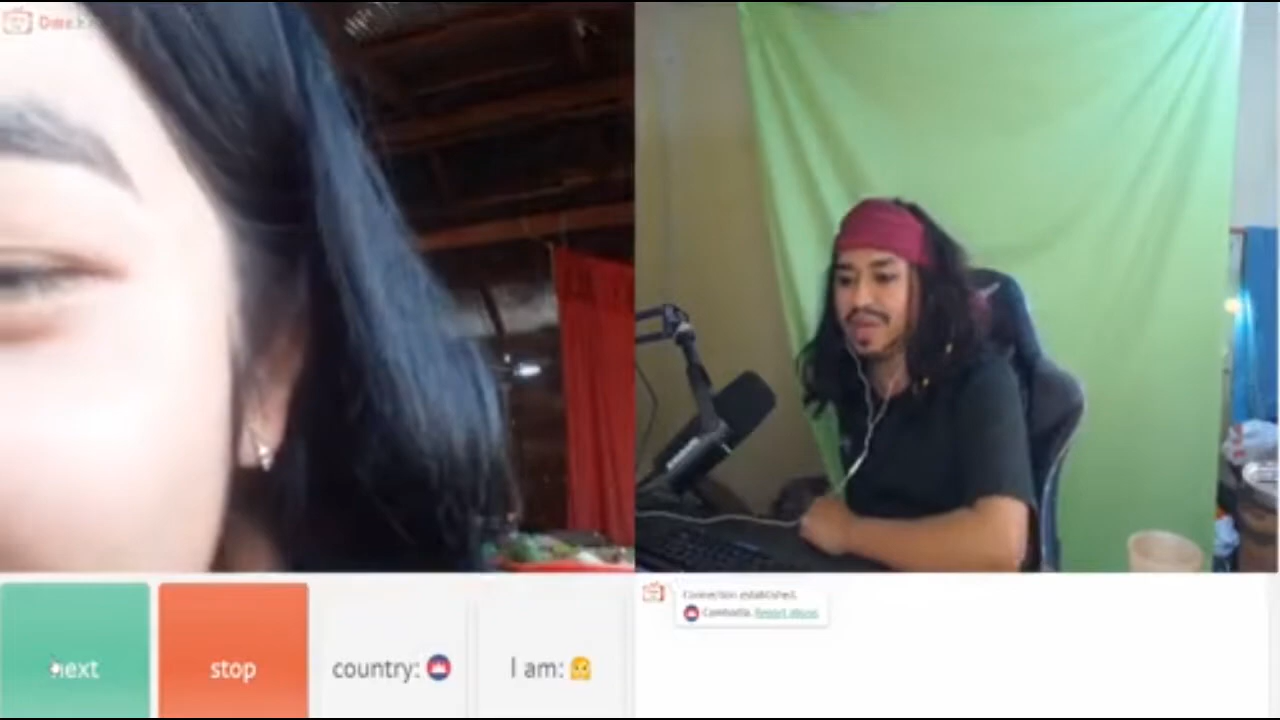 next
stop
country:
I am:
Connection established.
Cambodia. Report abuse